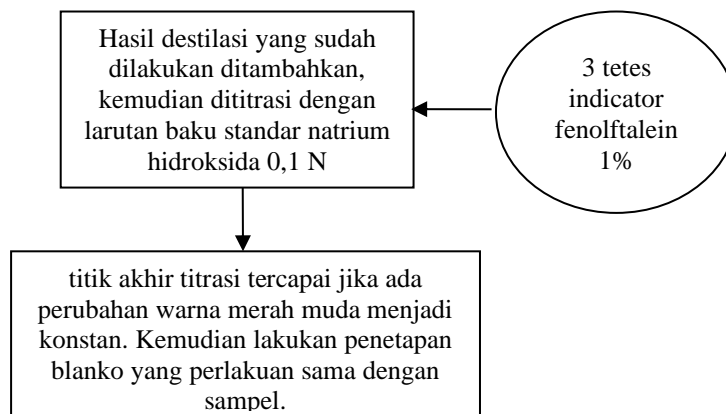 Hasil destilasi yang sudah
dilakukan ditambahkan,
kemudian dititrasi dengan
larutan baku standar natrium
hidroksida 0,1 N
3 tetes
indicator
fenolftalein
1%
titik akhir titrasi tercapai jika ada
perubahan warna merah muda menjadi
konstan. Kemudian lakukan penetapan
blanko yang perlakuan sama dengan
sampel.